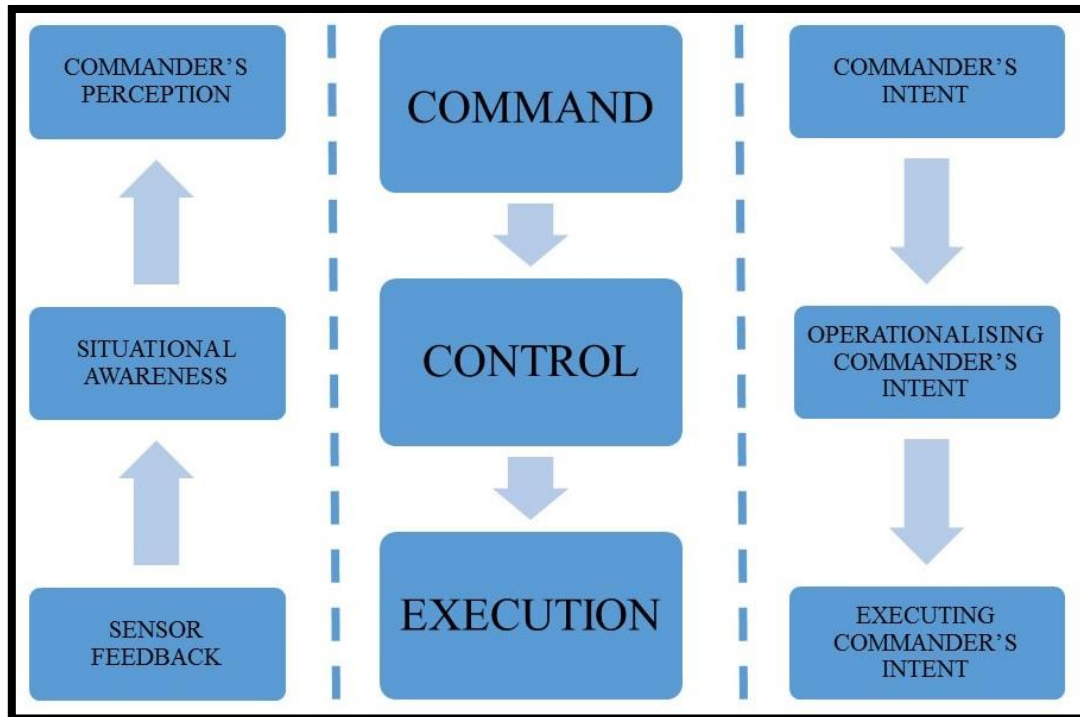 COMMANDER’S
PERCEPTION
SITUATIONAL
AWARENESS
SENSOR
FEEDBACK
COMMAND
CONTROL
EXECUTION
COMMANDER’S
INTENT
OPERATIONALISING
COMMANDER’S
INTENT
EXECUTING
COMMANDER’S
INTENT